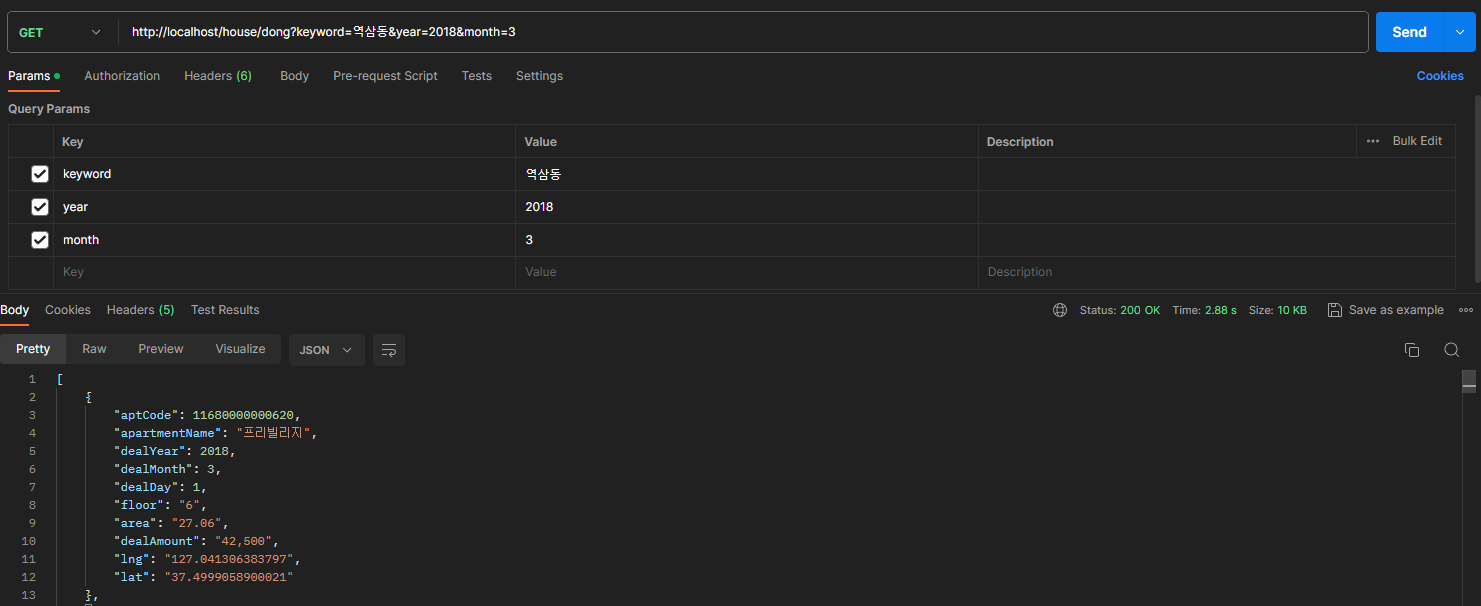 GET http://localhost/house/dong?keyword=역삼동&year=2018&month=3 Send
Params Authorization Headers (6) Body Pre-request Script Tests Settings Cookies
Query Params
Key Value Description ••• Bulk Edit
keyword 역삼동
year 2018
month 3
Key Value Description
Body Cookies Headers (5) Test Results Status: 200 OK Time: 2.88 s Size: 10 KB Save as example
Pretty Raw Preview Visualize JSON
1 [
2 {
3 "aptCode": 11680000000620,
4 "apartmentName": "프리빌리지",
5 "dealYear": 2018,
6 "dealMonth": 3,
7 "dealDay": 1,
8 "floor": "6",
9 "area": "27.06",
10 "dealAmount": "42,500",
11 "lng": "127.041306383797",
12 "lat": "37.4999058900021"
13 },